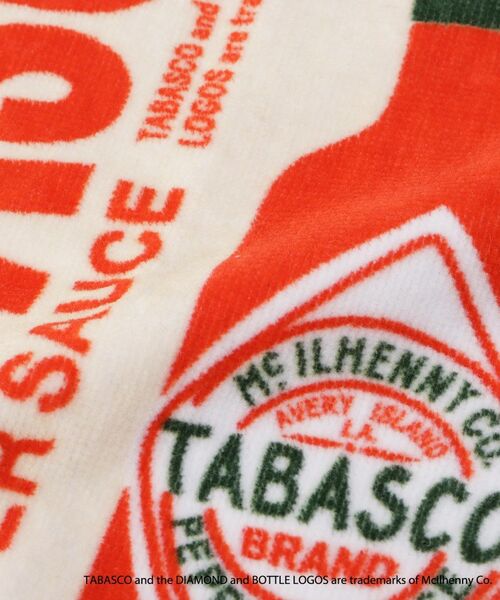 TABASCO and
LOGOS are tra
SAUCE
McILHENNY CO.
AVERY ISLAND
LA.
TABASCO
BRAND
TABASCO and the DIAMOND and BOTTLE LOGOS are trademarks of McIlhenny Co.